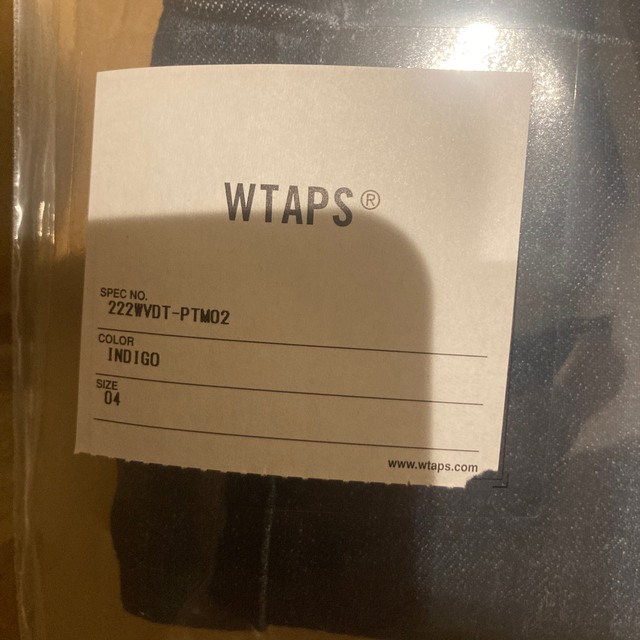 WTAPS®
SPEC NO.
222WVDT-PTM02
COLOR
INDIGO
SIZE
04
www.wtaps.com